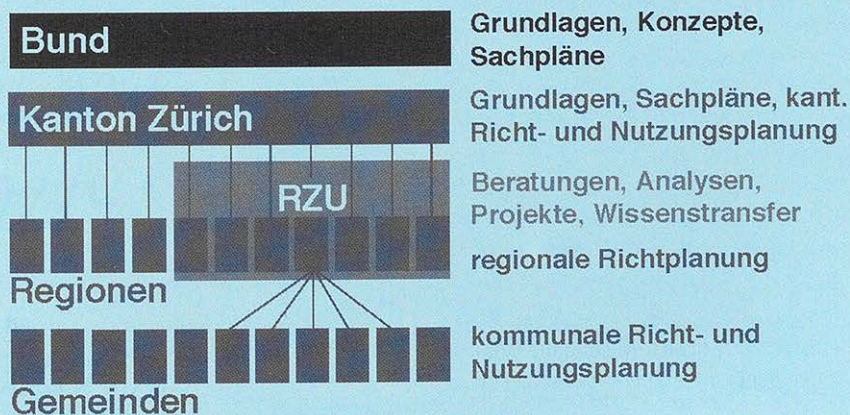 Bund
Grundlagen, Konzepte,
Sachpläne
Kanton Zürich
Grundlagen, Sachpläne, kant.
Richt- und Nutzungsplanung
RZU
Beratungen, Analysen,
Projekte, Wissenstransfer
regionale Richtplanung
Regionen
kommunale Richt- und
Nutzungsplanung
Gemeinden